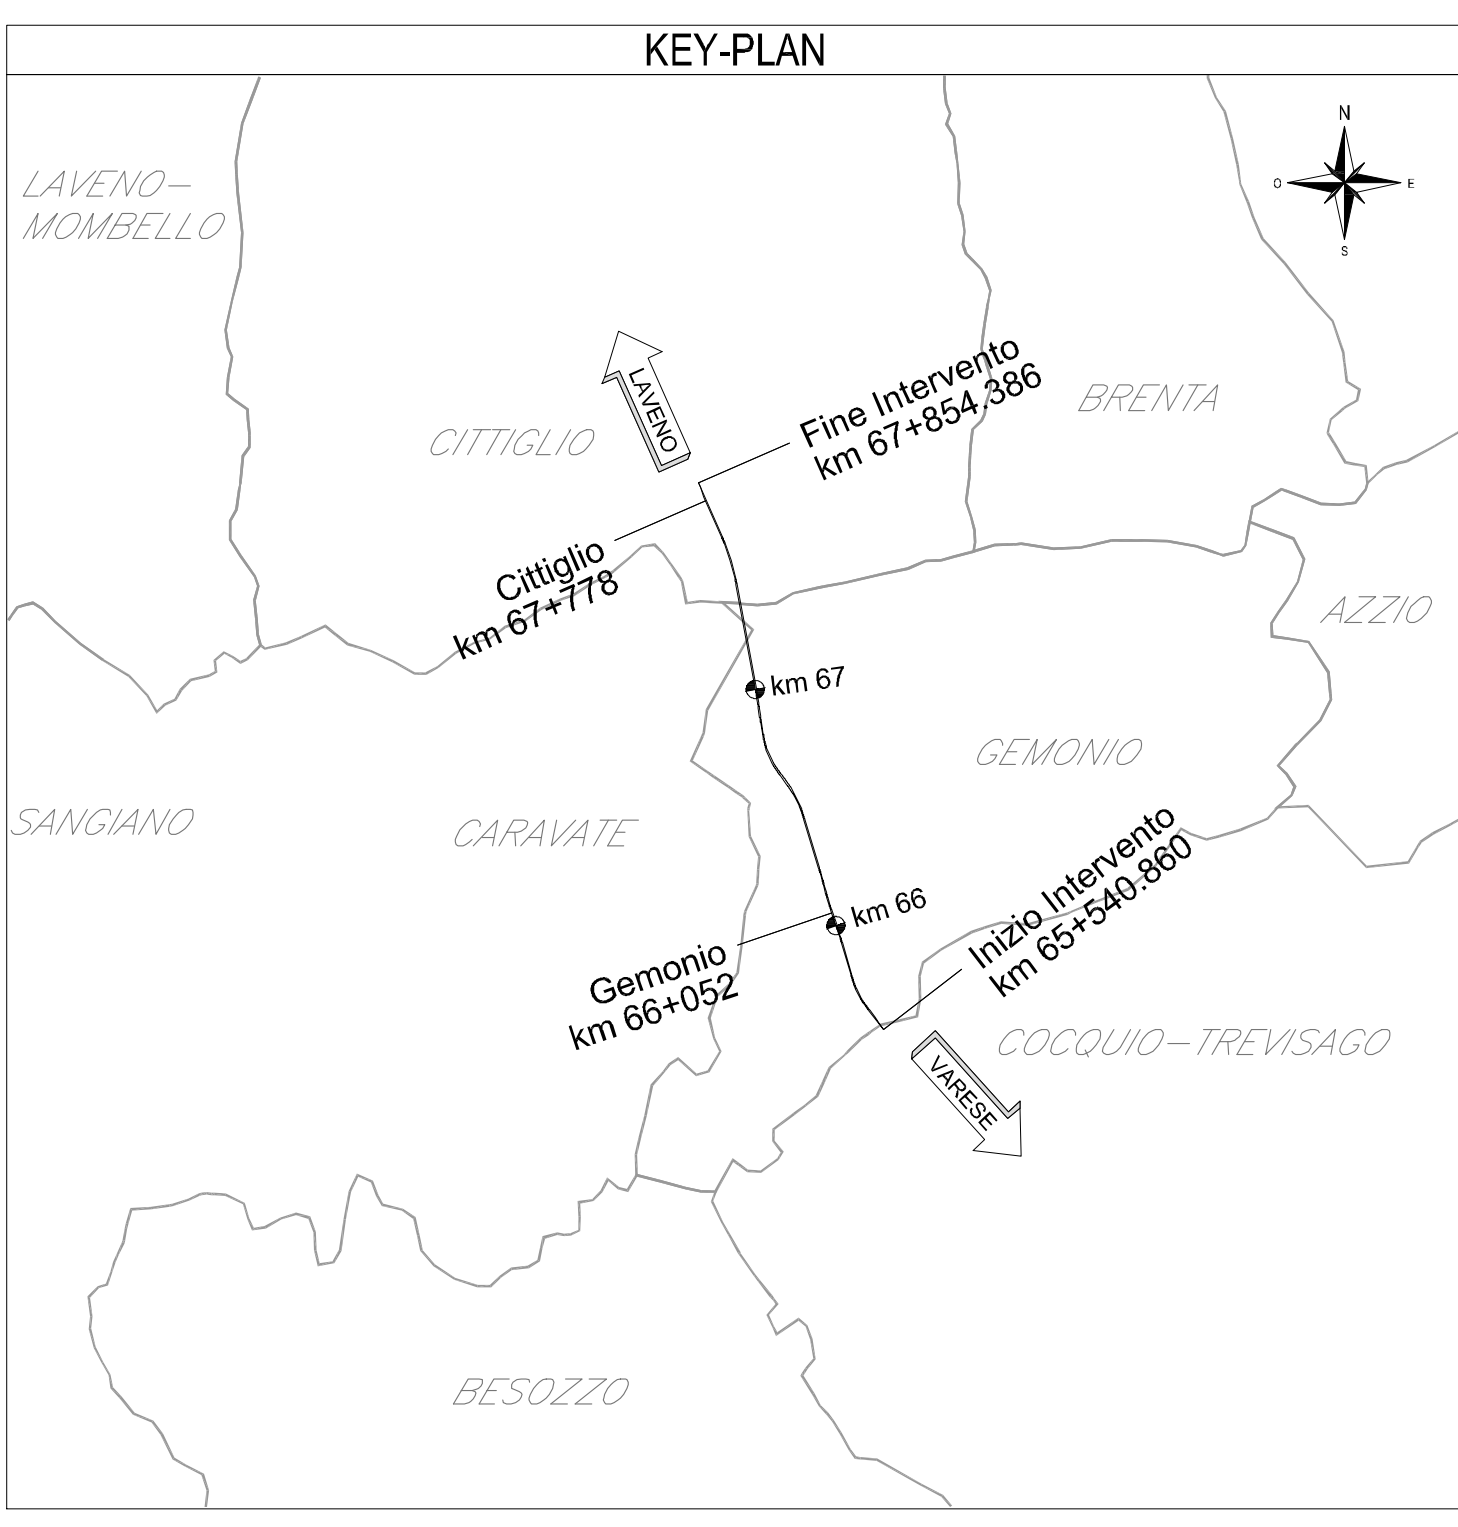 KEY-PLAN
N
O
E
S
LAVENO-
MOMBELLO
LAVENO
Fine Intervento
km 67+854.386
BRENTA
CITTIGLIO
Cittiglio
km 67+778
AZZIO
km 67
GEMONIO
SANGIANO
CARAVATE
Inizio Intervento
km 65+540.860
km 66
Gemonio
km 66+052
COCQUIO-TREVISAGO
VARESE
BESOZZO